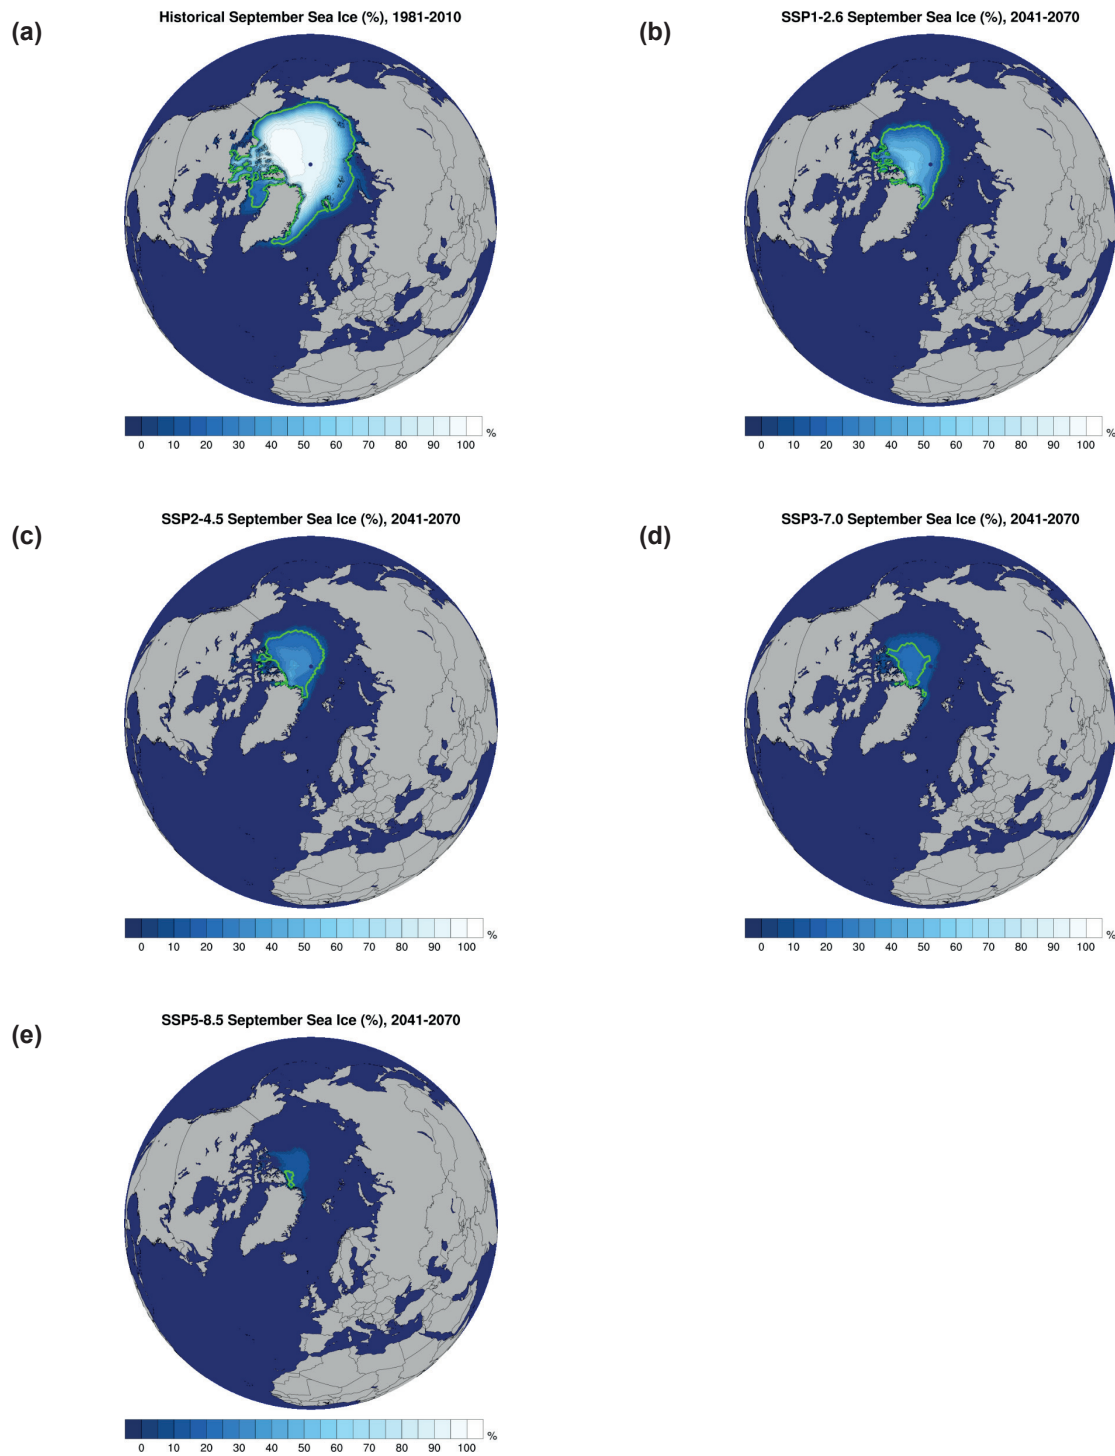 (a)
Historical September Sea Ice (%), 1981-2010
0 10 20 30 40 50 60 70 80 90 100 %
(b)
SSP1-2.6 September Sea Ice (%), 2041-2070
0 10 20 30 40 50 60 70 80 90 100 %
(c)
SSP2-4.5 September Sea Ice (%), 2041-2070
0 10 20 30 40 50 60 70 80 90 100 %
(d)
SSP3-7.0 September Sea Ice (%), 2041-2070
0 10 20 30 40 50 60 70 80 90 100 %
(e)
SSP5-8.5 September Sea Ice (%), 2041-2070
0 10 20 30 40 50 60 70 80 90 100 %